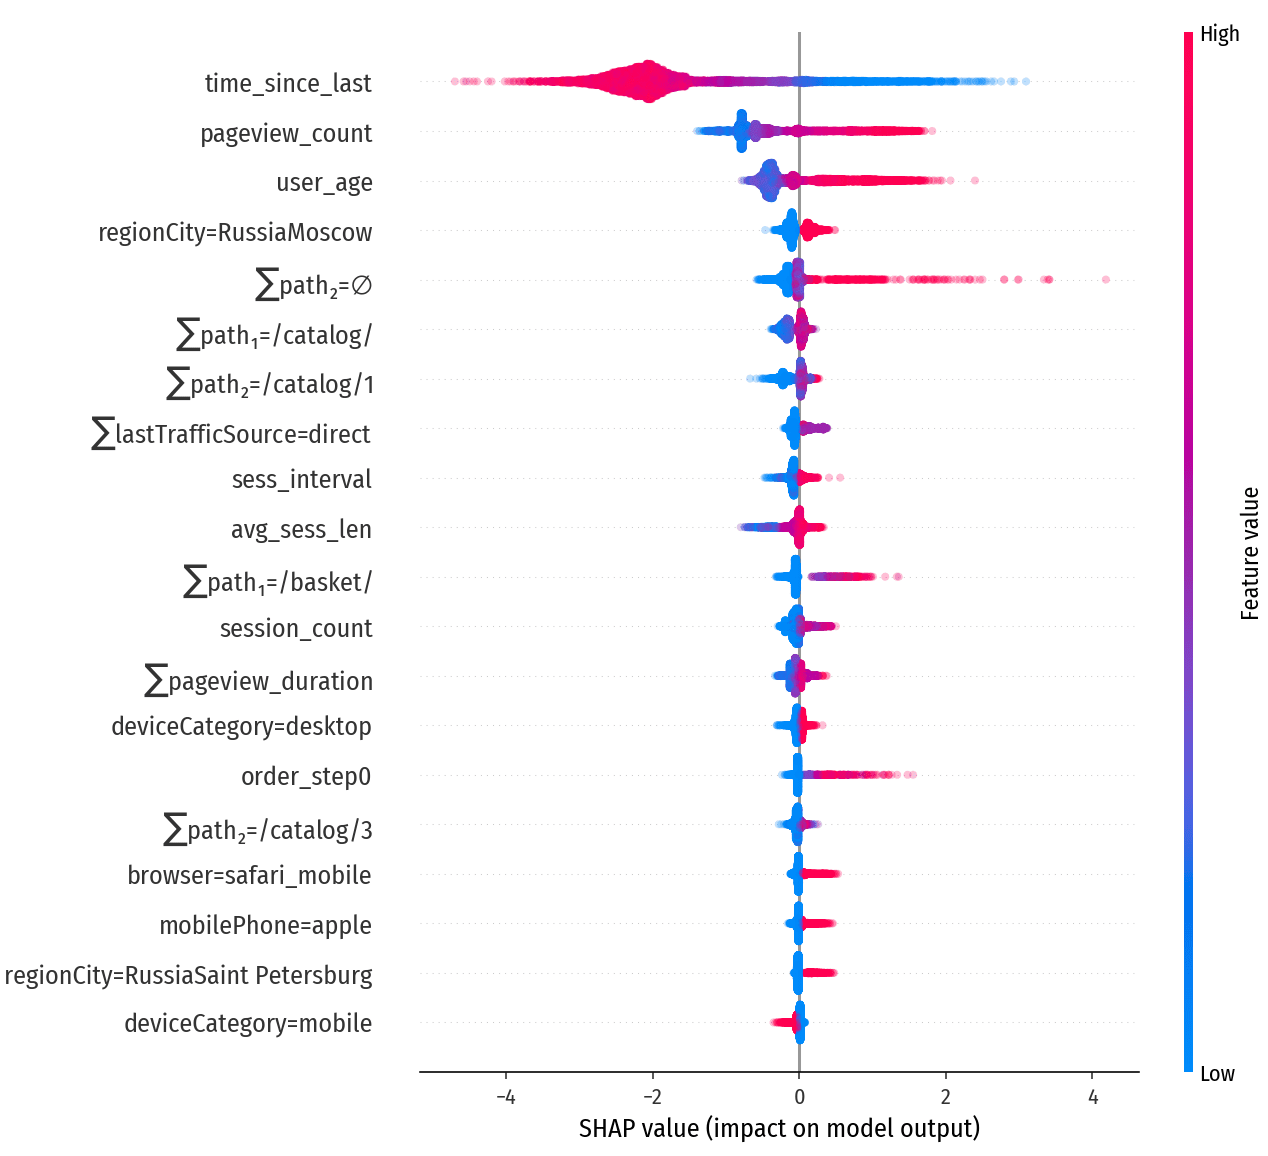 High
time_since_last
pageview_count
user_age
regionCity=RussiaMoscow
∑path₂=∅
∑path₁=/catalog/
∑path₂=/catalog/1
∑lastTrafficSource=direct
sess_interval
avg_sess_len
∑path₁=/basket/
session_count
∑pageview_duration
deviceCategory=desktop
order_step0
∑path₂=/catalog/3
browser=safari_mobile
mobilePhone=apple
regionCity=RussiaSaint Petersburg
deviceCategory=mobile
Feature value
Low
−4 −2 0 2 4
SHAP value (impact on model output)